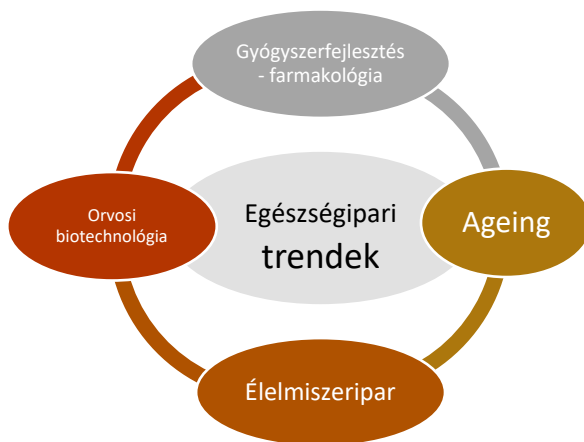 Gyógyszerfejlesztés
- farmakológia
Orvosi
biotechnológia
Egészségipari
trendek
Ageing
Élelmiszeripar